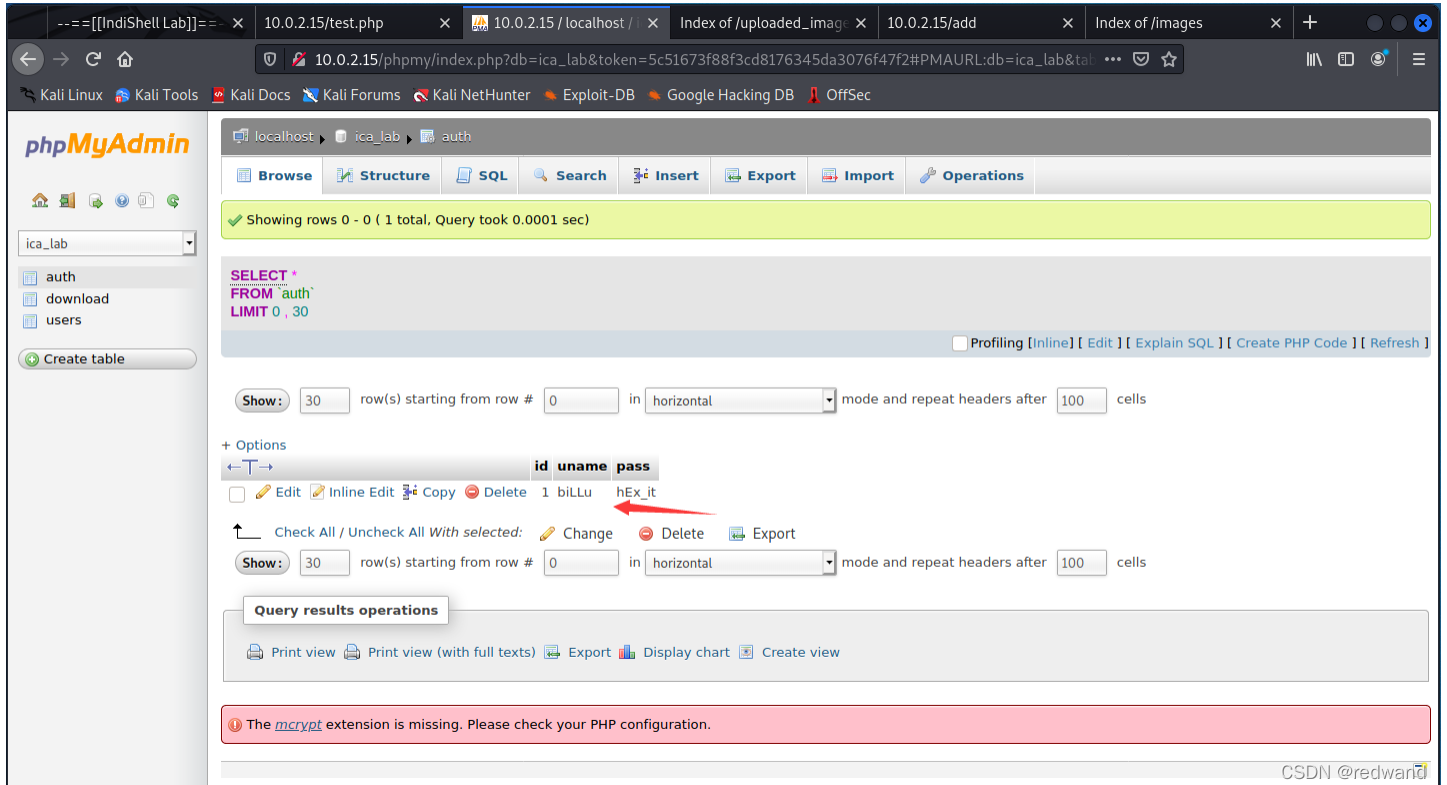 --==[[IndiShell Lab]]==- 10.0.2.15/test.php 10.0.2.15 / localhost / i Index of /uploaded_image 10.0.2.15/add Index of /images
10.0.2.15/phpmy/index.php?db=ica_lab&token=5c51673f88f3cd8176345da3076f47f2#PMAURL:db=ica_lab&tab
Kali Linux Kali Tools Kali Docs Kali Forums Kali NetHunter Exploit-DB Google Hacking DB OffSec
phpMyAdmin
ica_lab
auth
download
users
Create table
localhost ica_lab auth
Browse Structure SQL Search Insert Export Import Operations
Showing rows 0 - 0 ( 1 total, Query took 0.0001 sec)
SELECT *
FROM `auth`
LIMIT 0 , 30
Profiling [Inline] [ Edit ] [ Explain SQL ] [ Create PHP Code ] [ Refresh ]
Show : 30 row(s) starting from row # 0 in horizontal mode and repeat headers after 100 cells
+ Options
←T→ id uname pass
Edit Inline Edit Copy Delete 1 biLLu hEx_it
Check All / Uncheck All With selected: Change Delete Export
Show : 30 row(s) starting from row # 0 in horizontal mode and repeat headers after 100 cells
Query results operations
Print view Print view (with full texts) Export Display chart Create view
The mcrypt extension is missing. Please check your PHP configuration.
CSDN @redwand